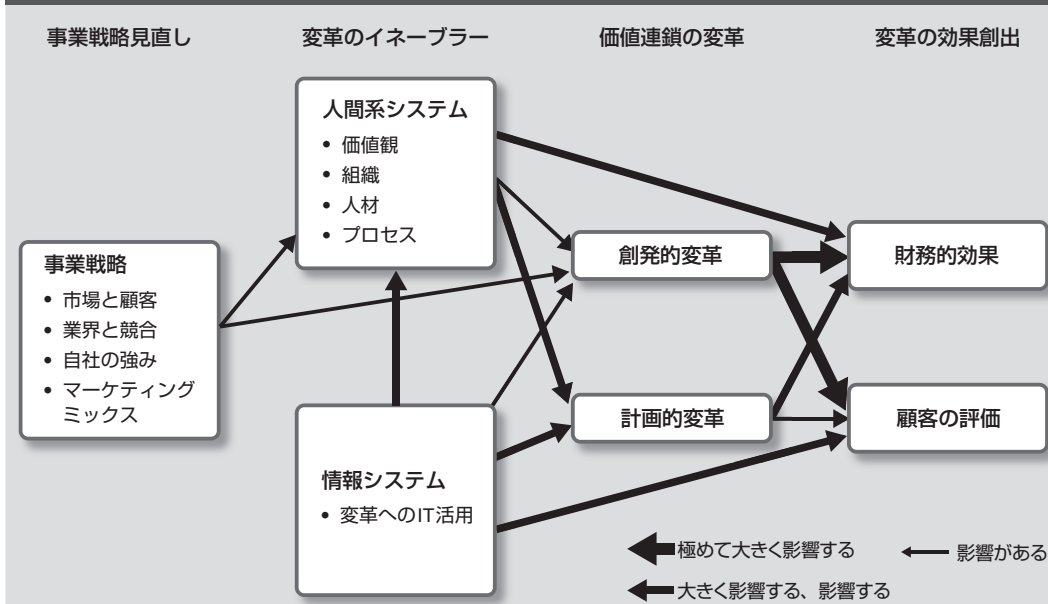 事業戦略見直し
変革のイネーブラー
価値連鎖の変革
変革の効果創出
人間系システム
• 価値観
• 組織
• 人材
• プロセス
事業戦略
• 市場と顧客
• 業界と競合
• 自社の強み
• マーケティング
ミックス
創発的変革
財務的効果
計画的変革
顧客の評価
情報システム
• 変革へのIT活用
極めて大きく影響する
影響がある
大きく影響する、影響する